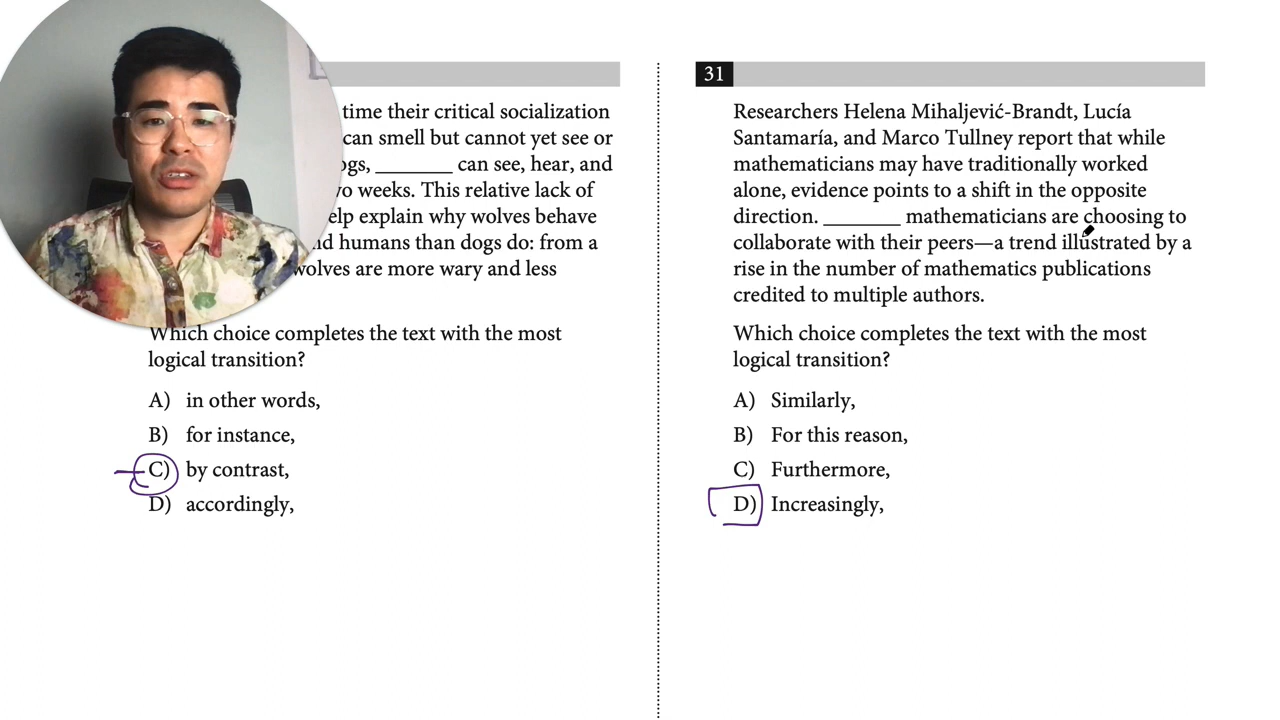 time their critical socialization
can smell but cannot yet see or
ogs, ________ can see, hear, and
weeks. This relative lack of
explain why wolves behave
humans than dogs do: from a
wolves are more wary and less
Which choice completes the text with the most
logical transition?
A) in other words,
B) for instance,
C) by contrast,
D) accordingly,
31
Researchers Helena Mihaljević-Brandt, Lucía
Santamaría, and Marco Tullney report that while
mathematicians may have traditionally worked
alone, evidence points to a shift in the opposite
direction. ________ mathematicians are choosing to
collaborate with their peers—a trend illustrated by a
rise in the number of mathematics publications
credited to multiple authors.
Which choice completes the text with the most
logical transition?
A) Similarly,
B) For this reason,
C) Furthermore,
D) Increasingly,